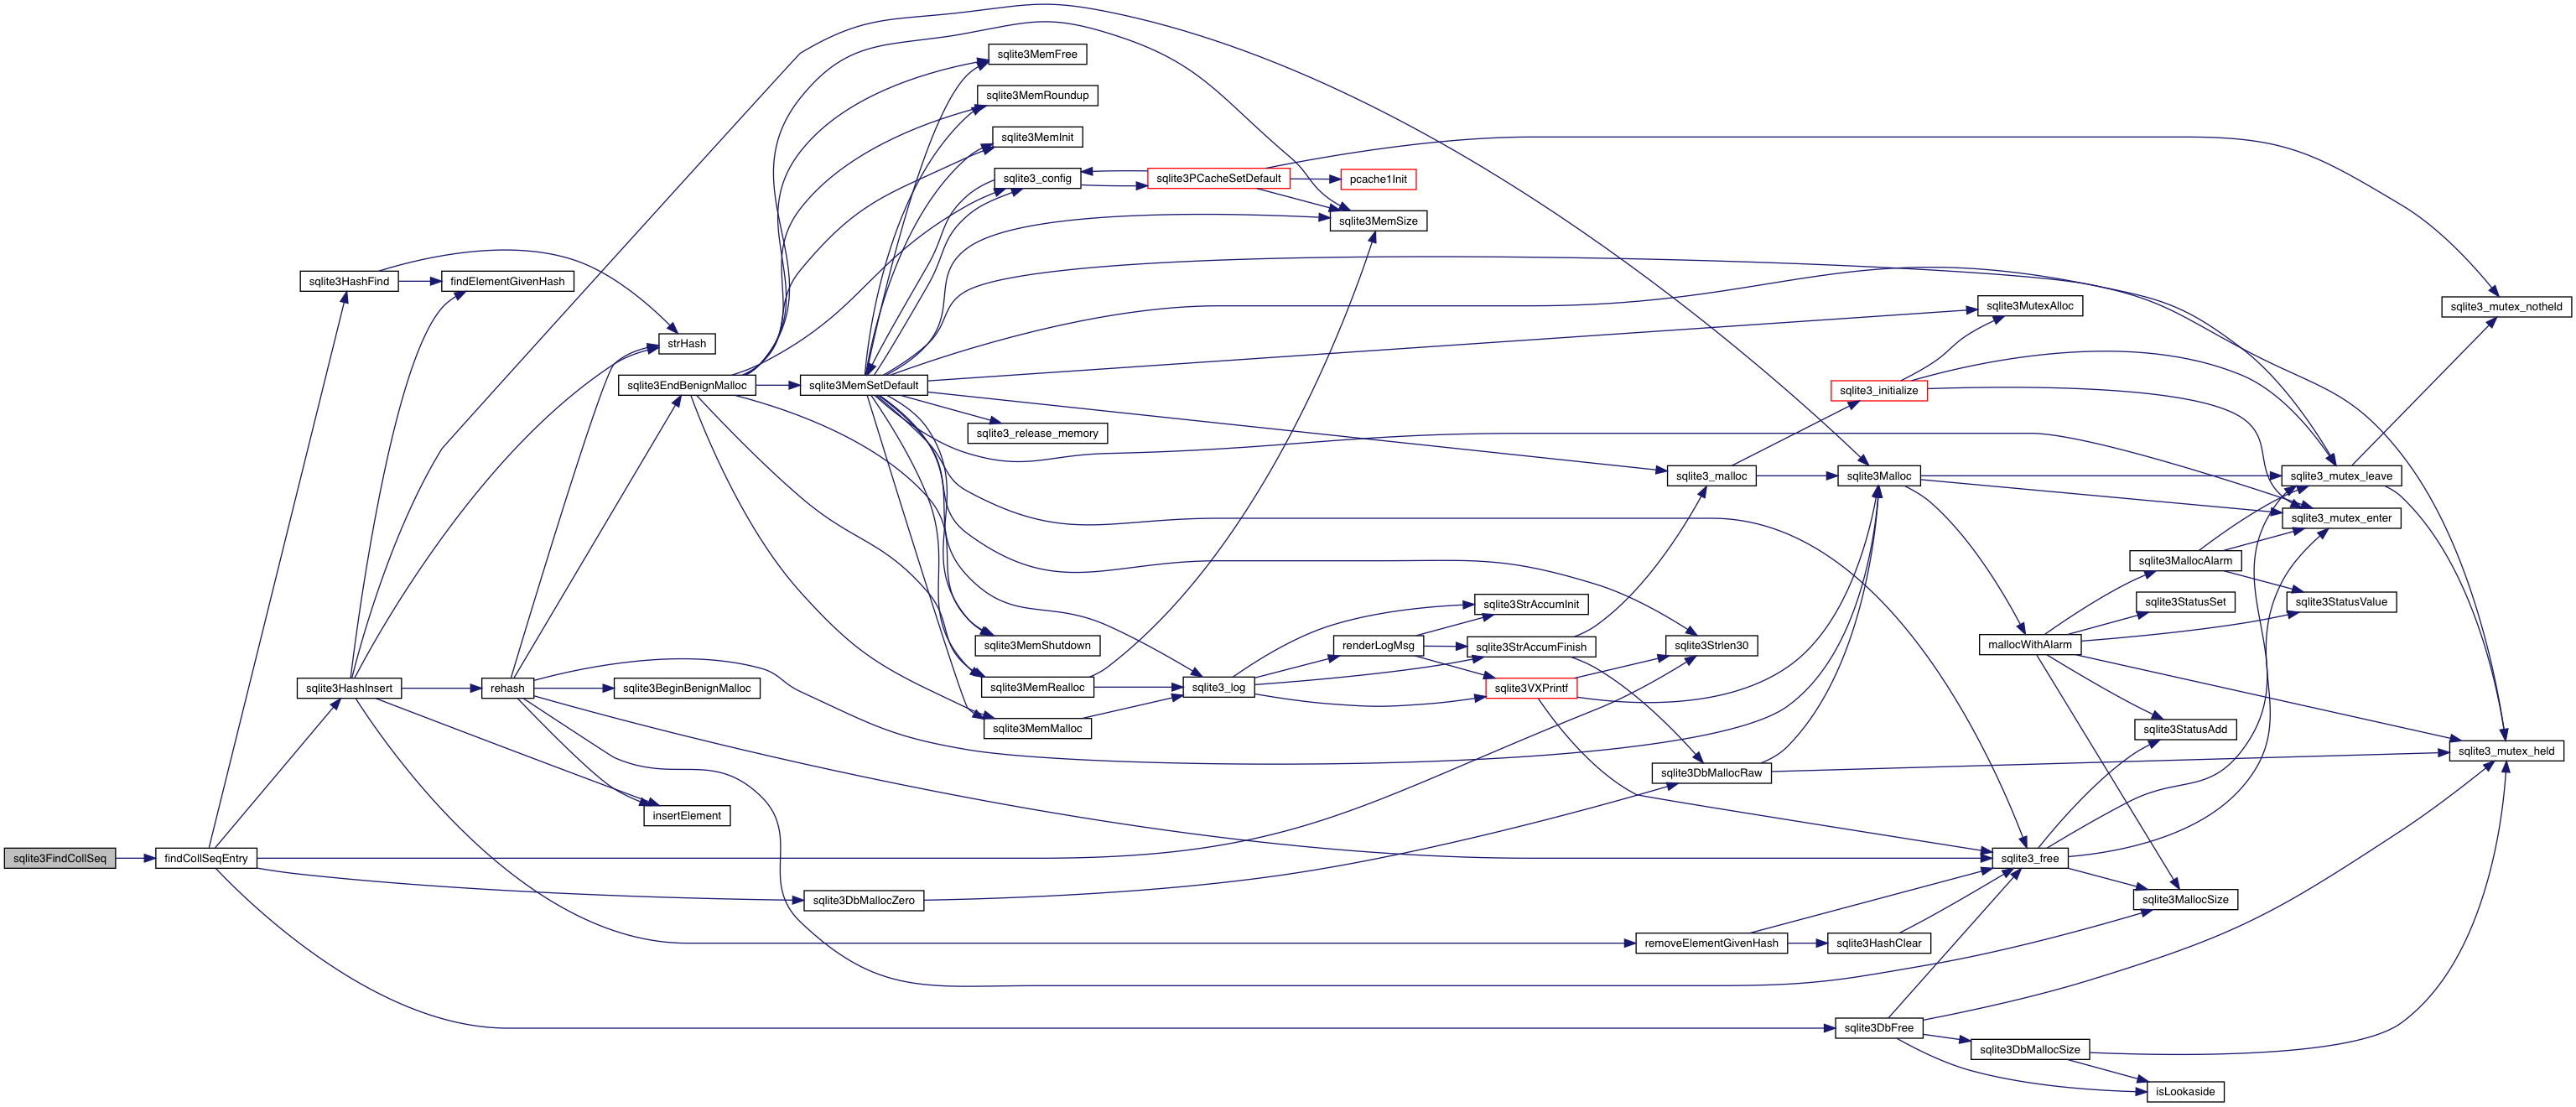 sqlite3MemFree
sqlite3MemRoundup
sqlite3MemInit
sqlite3_config
sqlite3PCacheSetDefault
pcache1Init
sqlite3MemSize
sqlite3HashFind
findElementGivenHash
sqlite3MutexAlloc
sqlite3_mutex_notheld
strHash
sqlite3EndBenignMalloc
sqlite3MemSetDefault
sqlite3_initialize
sqlite3_release_memory
sqlite3_malloc
sqlite3Malloc
sqlite3_mutex_leave
sqlite3_mutex_enter
sqlite3MallocAlarm
sqlite3StrAccumInit
sqlite3StatusSet
sqlite3StatusValue
sqlite3MemShutdown
renderLogMsg
sqlite3StrAccumFinish
sqlite3Strlen30
mallocWithAlarm
sqlite3HashInsert
rehash
sqlite3BeginBenignMalloc
sqlite3MemRealloc
sqlite3_log
sqlite3VXPrintf
sqlite3MemMalloc
sqlite3StatusAdd
sqlite3_mutex_held
sqlite3DbMallocRaw
insertElement
sqlite3FindCollSeq
findCollSeqEntry
sqlite3_free
sqlite3DbMallocZero
sqlite3MallocSize
removeElementGivenHash
sqlite3HashClear
sqlite3DbFree
sqlite3DbMallocSize
isLookaside